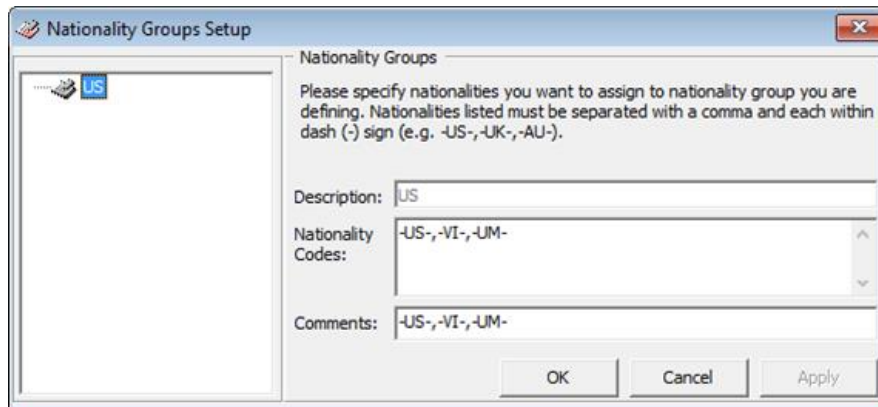 Nationality Groups Setup
US
Nationality Groups
Please specify nationalities you want to assign to nationality group you are
defining. Nationalities listed must be separated with a comma and each within
dash (-) sign (e.g. -US-,-UK-,-AU-).
Description: US
Nationality Codes: -US-,-VI-,-UM-
Comments: -US-,-VI-,-UM-
OK Cancel Apply